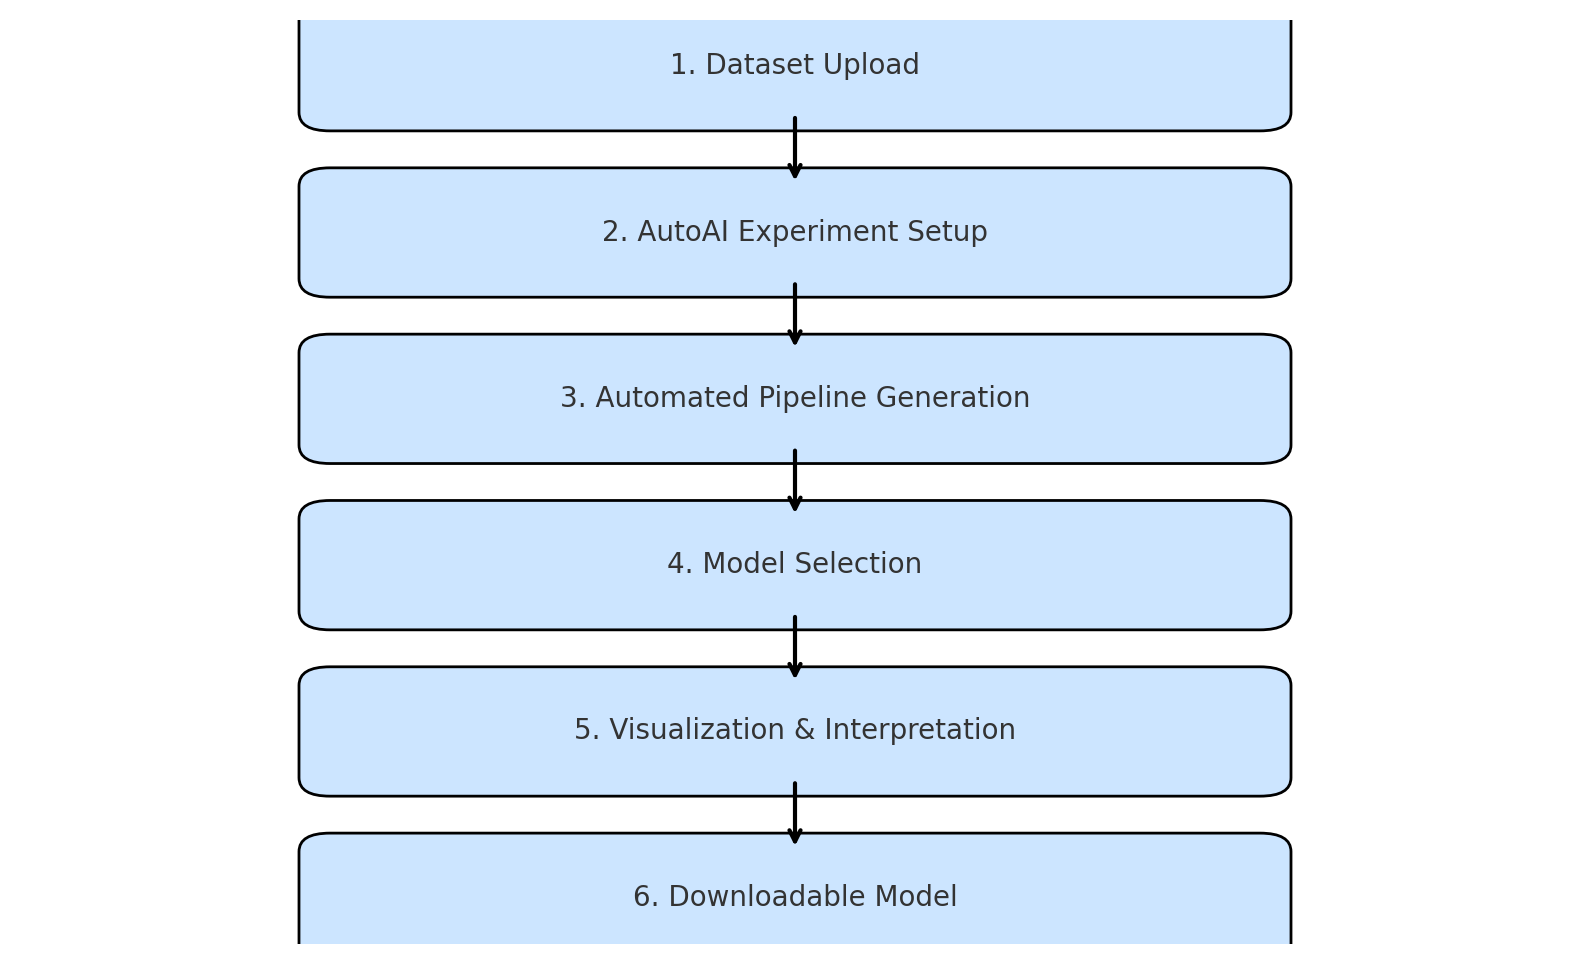 1. Dataset Upload
2. AutoAI Experiment Setup
3. Automated Pipeline Generation
4. Model Selection
5. Visualization & Interpretation
6. Downloadable Model